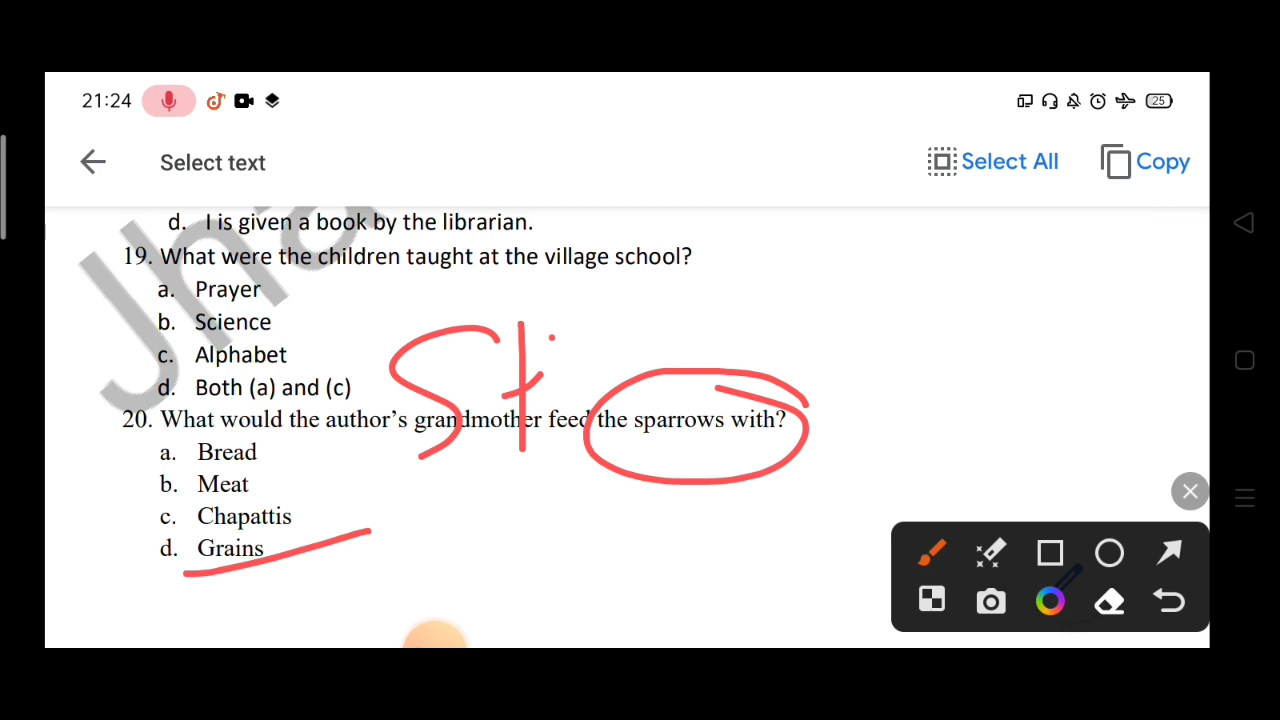 21:24
25
Select text
Select All
Copy
Jha
d. I is given a book by the librarian.
19. What were the children taught at the village school?
a. Prayer
b. Science
c. Alphabet
d. Both (a) and (c)
20. What would the author's grandmother feed the sparrows with?
a. Bread
b. Meat
c. Chapattis
d. Grains